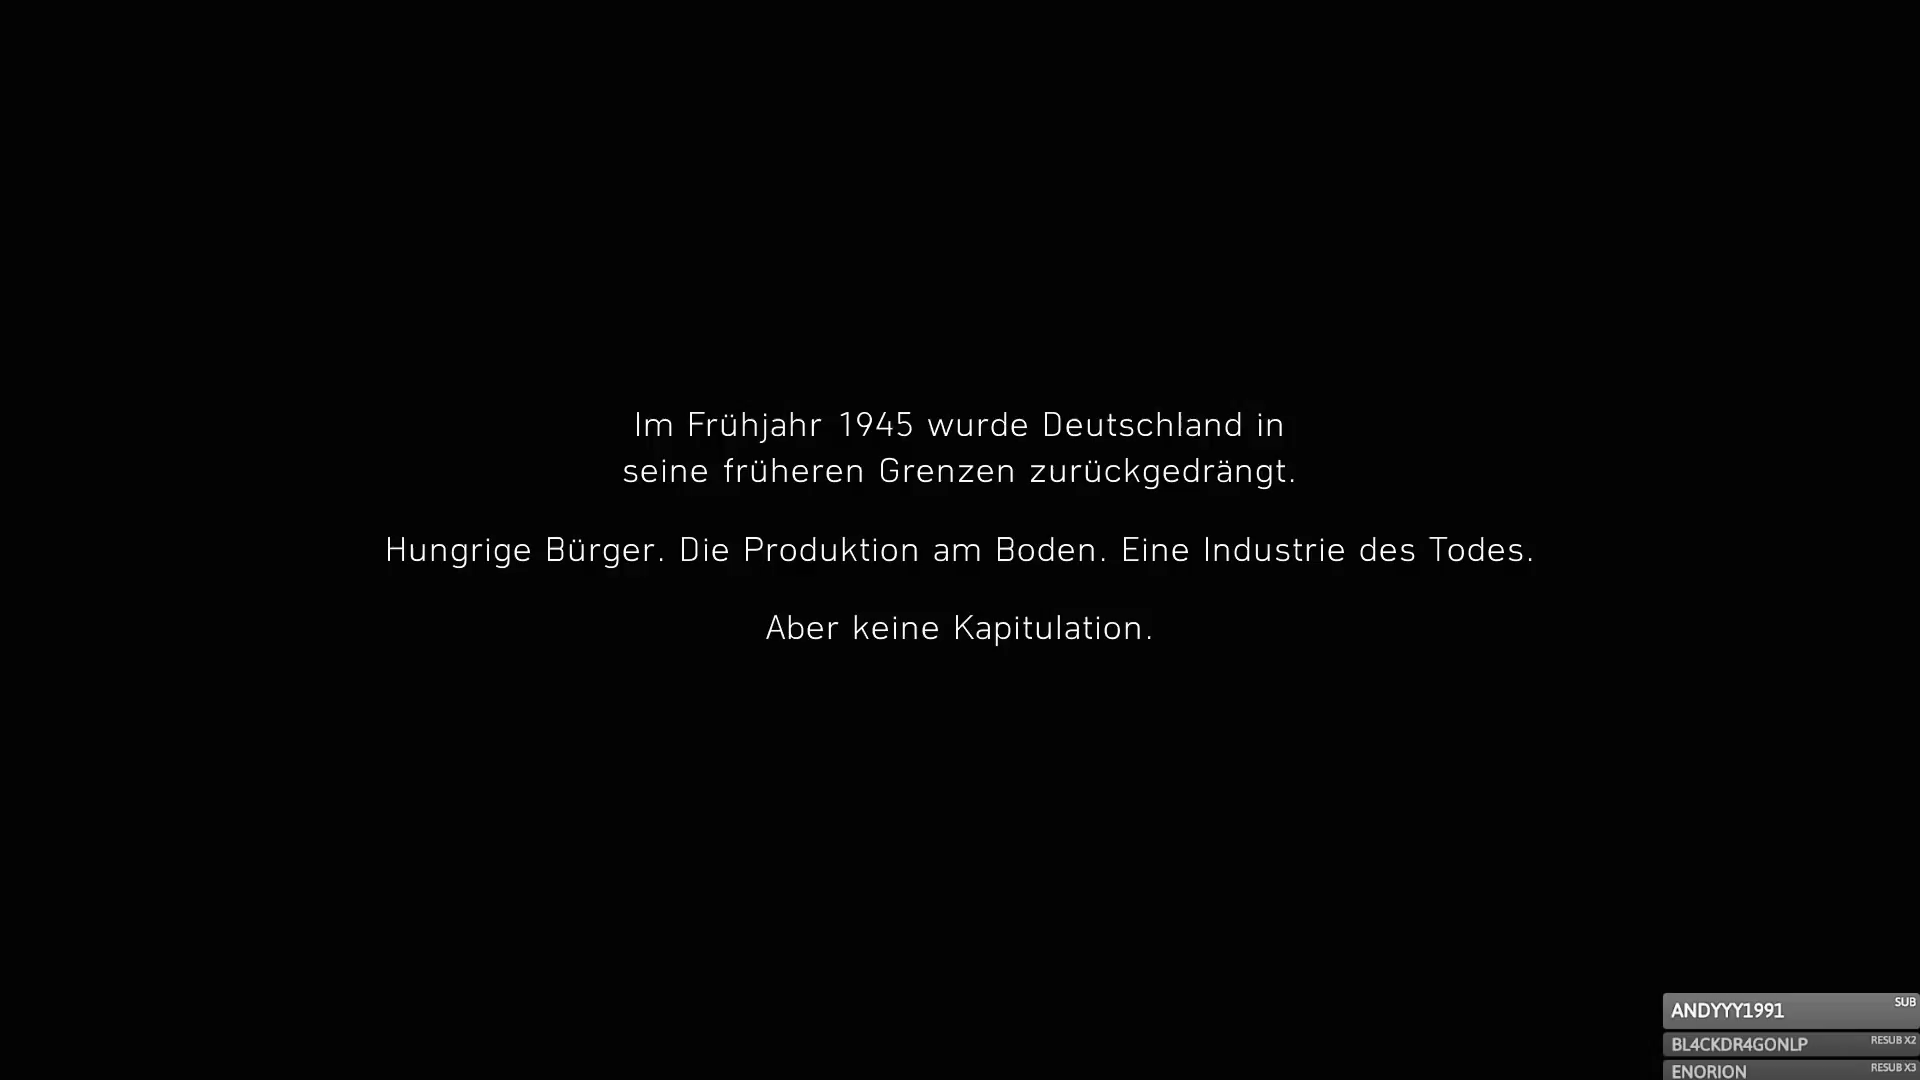 Im Frühjahr 1945 wurde Deutschland in
seine früheren Grenzen zurückgedrängt.
Hungrige Bürger. Die Produktion am Boden. Eine Industrie des Todes.
Aber keine Kapitulation.
ANDYYY1991 SUB
BL4CKDR4GONLP RESUB X2
ENORION RESUB X3